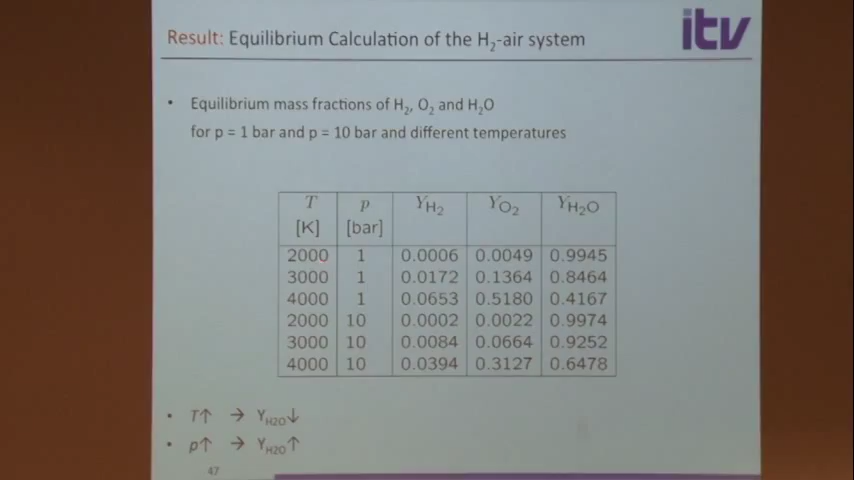 Result: Equilibrium Calculation of the H₂-air system
itv
• Equilibrium mass fractions of H₂, O₂ and H₂O
for p = 1 bar and p = 10 bar and different temperatures
T p Y_H₂ Y_O₂ Y_H₂O
[K] [bar]
2000 1 0.0006 0.0049 0.9945
3000 1 0.0172 0.1364 0.8464
4000 1 0.0653 0.5180 0.4167
2000 10 0.0002 0.0022 0.9974
3000 10 0.0084 0.0664 0.9252
4000 10 0.0394 0.3127 0.6478
• T↑ → Y_H2O↓
• p↑ → Y_H2O↑
47